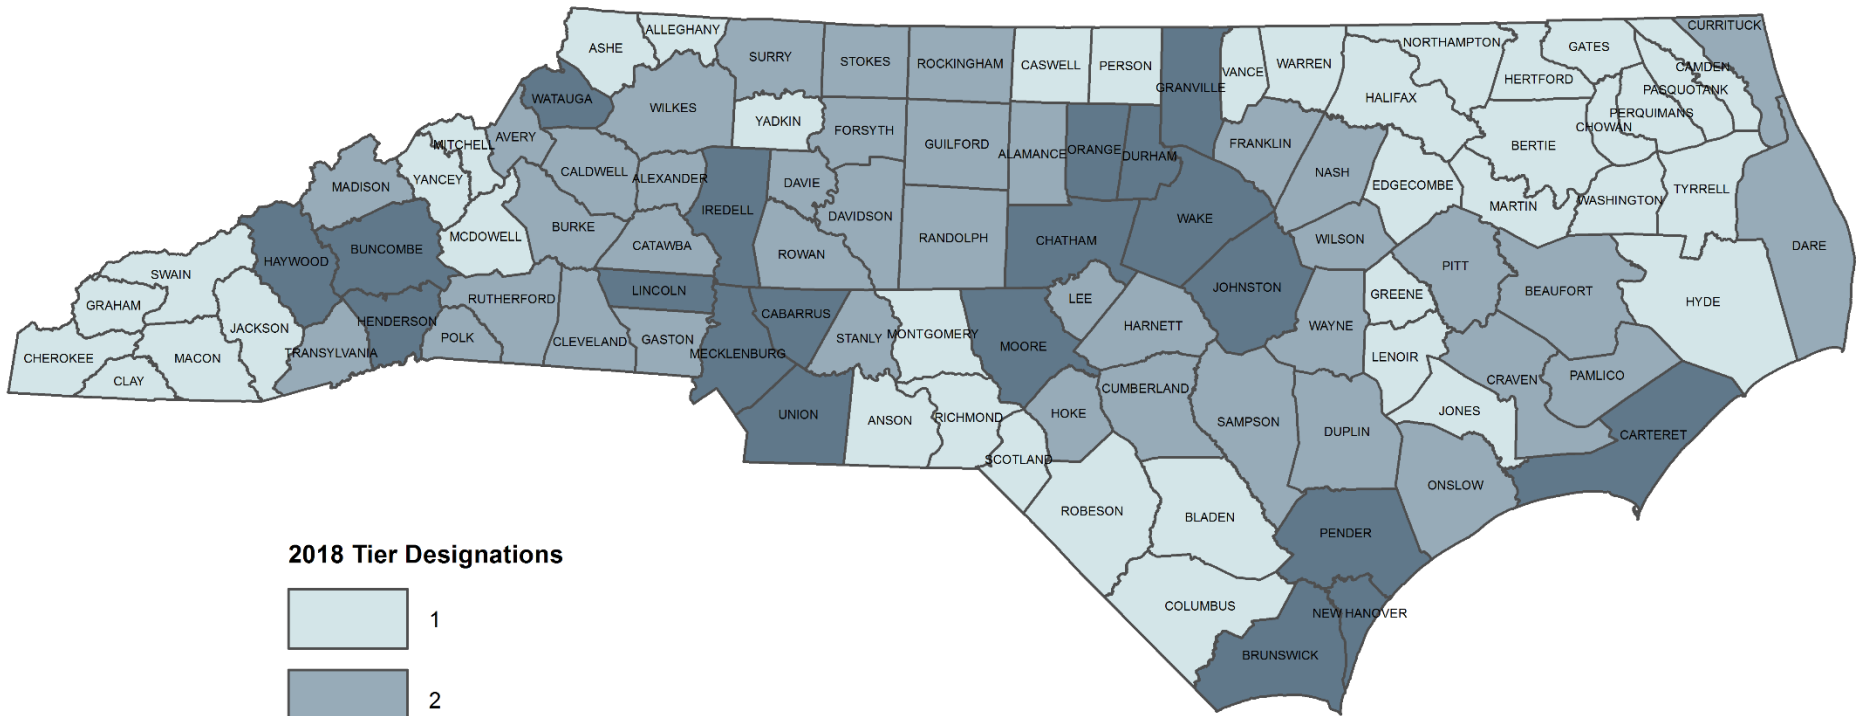 ALLEGHANY
ASHE
SURRY
STOKES
ROCKINGHAM
CASWELL
PERSON
GRANVILLE
VANCE
WARREN
NORTHAMPTON
HALIFAX
HERTFORD
GATES
CURRITUCK
CAMDEN
PASQUOTANK
PERQUIMANS
CHOWAN
BERTIE
WATAUGA
WILKES
YADKIN
FORSYTH
GUILFORD
ALAMANCE
ORANGE
DURHAM
FRANKLIN
NASH
EDGECOMBE
MARTIN
WASHINGTON
TYRRELL
DARE
MITCHELL
AVERY
YANCEY
MADISON
CALDWELL
ALEXANDER
IREDELL
DAVIE
DAVIDSON
RANDOLPH
CHATHAM
WAKE
WILSON
PITT
BEAUFORT
HYDE
MCDOWELL
BURKE
CATAWBA
ROWAN
BUNCOMBE
HAYWOOD
SWAIN
GRAHAM
JACKSON
CHEROKEE
CLAY
MACON
TRANSYLVANIA
HENDERSON
POLK
RUTHERFORD
CLEVELAND
LINCOLN
GASTON
MECKLENBURG
CABARRUS
STANLY
MONTGOMERY
MOORE
LEE
HARNETT
JOHNSTON
WAYNE
GREENE
LENOIR
CRAVEN
PAMLICO
JONES
CARTERET
UNION
ANSON
RICHMOND
SCOTLAND
HOKE
CUMBERLAND
SAMPSON
DUPLIN
ONSLOW
ROBESON
BLADEN
PENDER
COLUMBUS
NEW HANOVER
BRUNSWICK
2018 Tier Designations
1
2